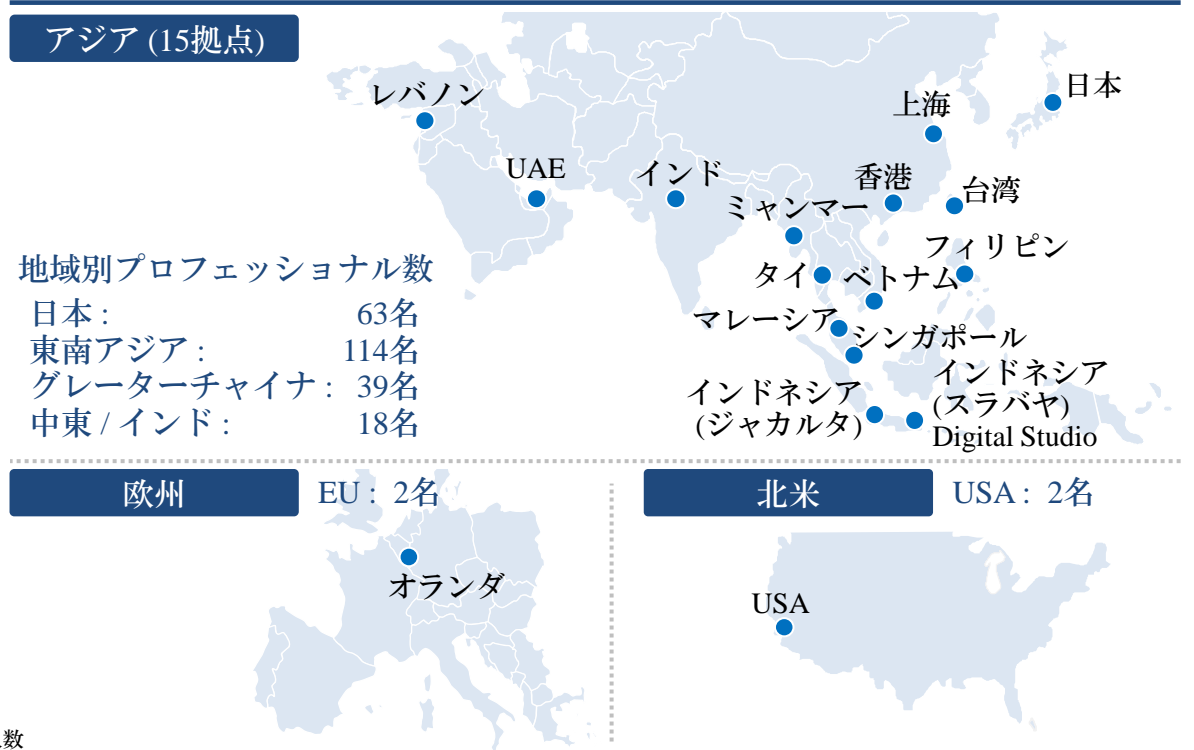 アジア (15拠点)
レバノン
日本
上海
UAE
インド
香港
台湾
ミャンマー
フィリピン
タイ
ベトナム
マレーシア
シンガポール
インドネシア
(ジャカルタ)
インドネシア
(スラバヤ)
Digital Studio
地域別プロフェッショナル数
日本 : 63名
東南アジア : 114名
グレーターチャイナ : 39名
中東 / インド : 18名
欧州
EU : 2名
オランダ
北米
USA : 2名
USA
数